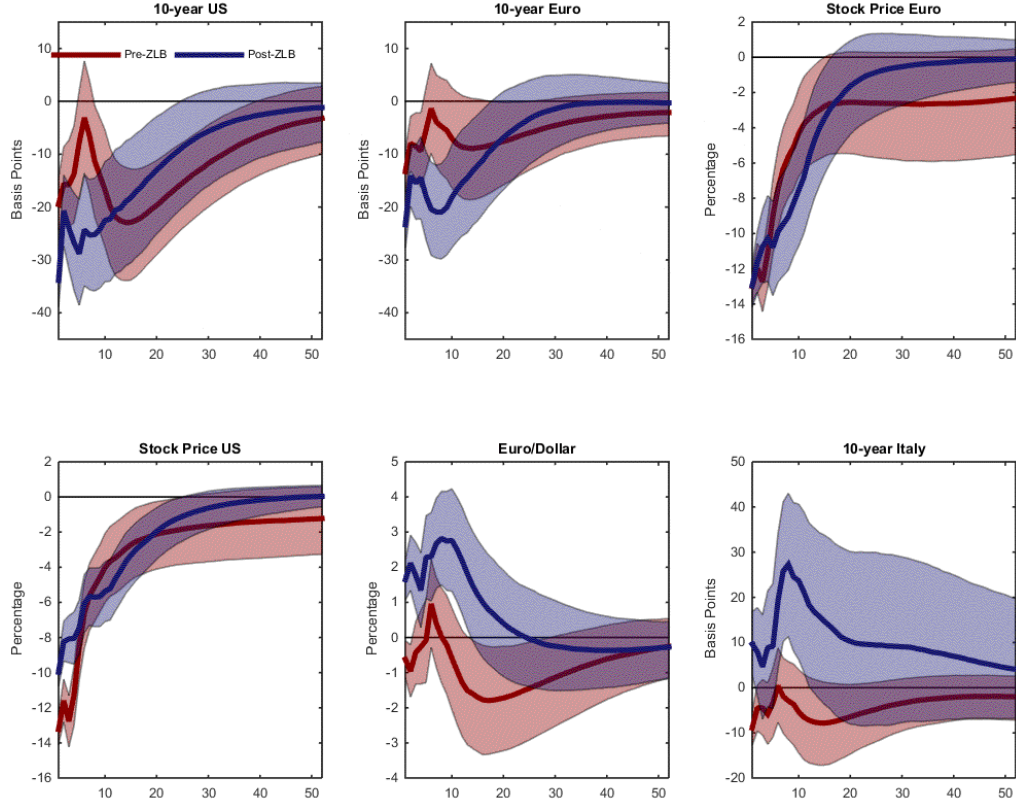 10-year US
10-year Euro
Stock Price Euro
Pre-ZLB
Post-ZLB
Basis Points
10
0
-10
-20
-30
-40
10 20 30 40 50
Basis Points
10
0
-10
-20
-30
-40
10 20 30 40 50
Percentage
2
0
-2
-4
-6
-8
-10
-12
-14
-16
10 20 30 40 50
Stock Price US
Euro/Dollar
10-year Italy
Percentage
2
0
-2
-4
-6
-8
-10
-12
-14
-16
10 20 30 40 50
Percentage
5
4
3
2
1
0
-1
-2
-3
-4
10 20 30 40 50
Basis Points
50
40
30
20
10
0
-10
-20
10 20 30 40 50